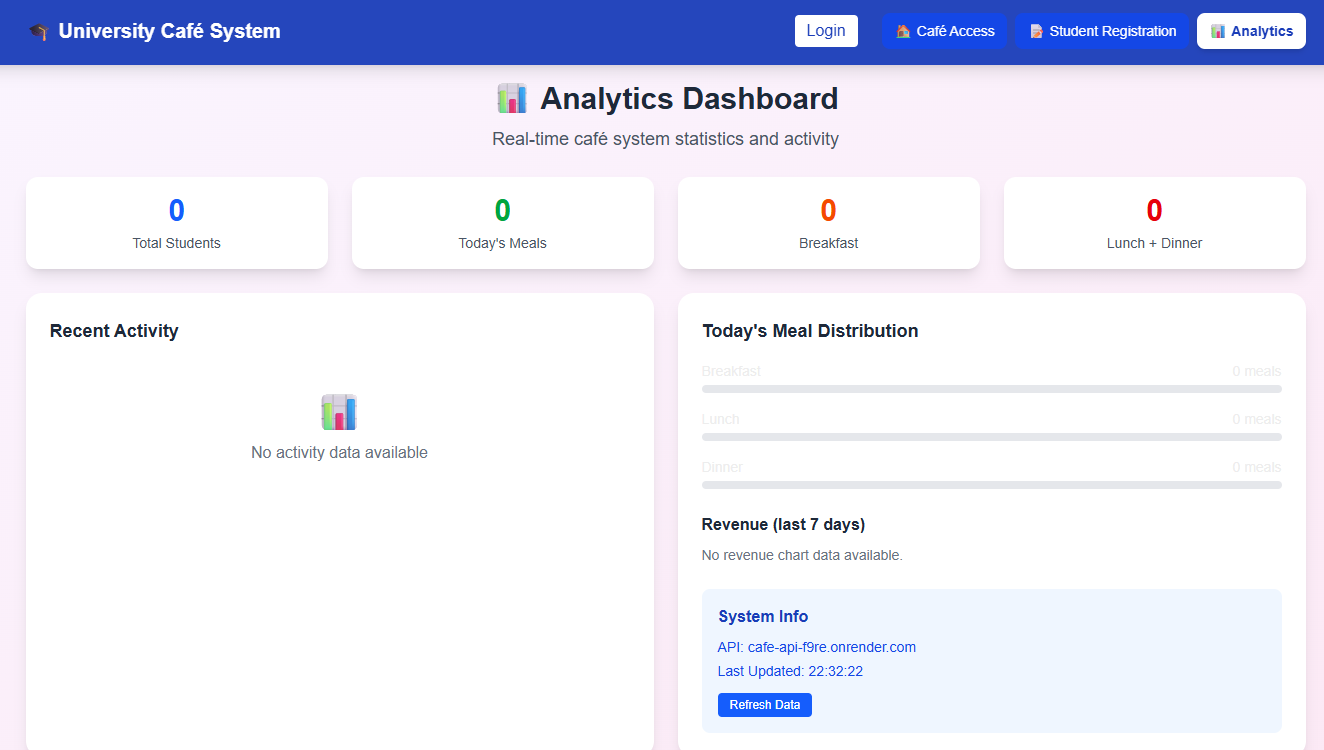 University Café System
Login
Café Access
Student Registration
Analytics
Analytics Dashboard
Real-time café system statistics and activity
0
Total Students
0
Today's Meals
0
Breakfast
0
Lunch + Dinner
Recent Activity
No activity data available
Today's Meal Distribution
Breakfast 0 meals
Lunch 0 meals
Dinner 0 meals
Revenue (last 7 days)
No revenue chart data available.
System Info
API: cafe-api-f9re.onrender.com
Last Updated: 22:32:22
Refresh Data